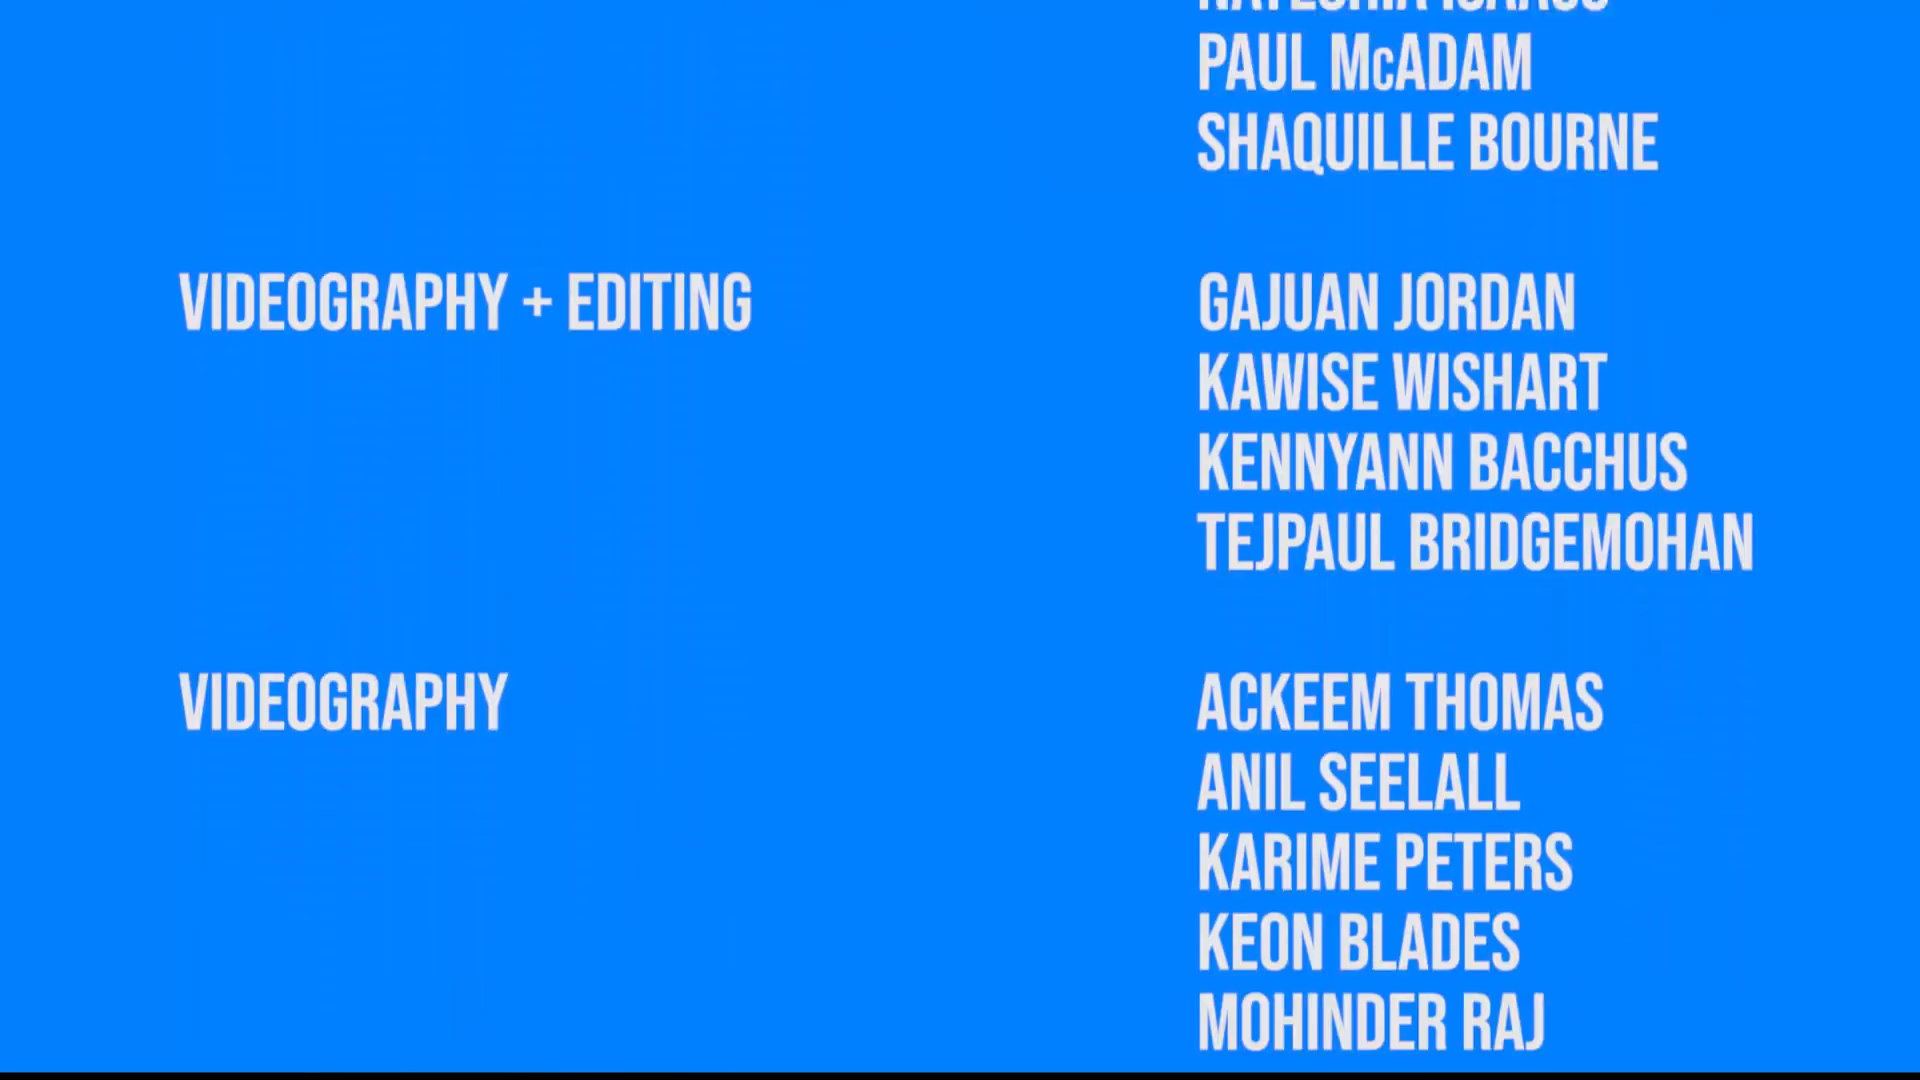 PAUL McADAM
SHAQUILLE BOURNE
VIDEOGRAPHY + EDITING
GAJUAN JORDAN
KAWISE WISHART
KENNYANN BACCHUS
TEJPAUL BRIDGEMOHAN
VIDEOGRAPHY
ACKEEM THOMAS
ANIL SEELALL
KARIME PETERS
KEON BLADES
MOHINDER RAJ